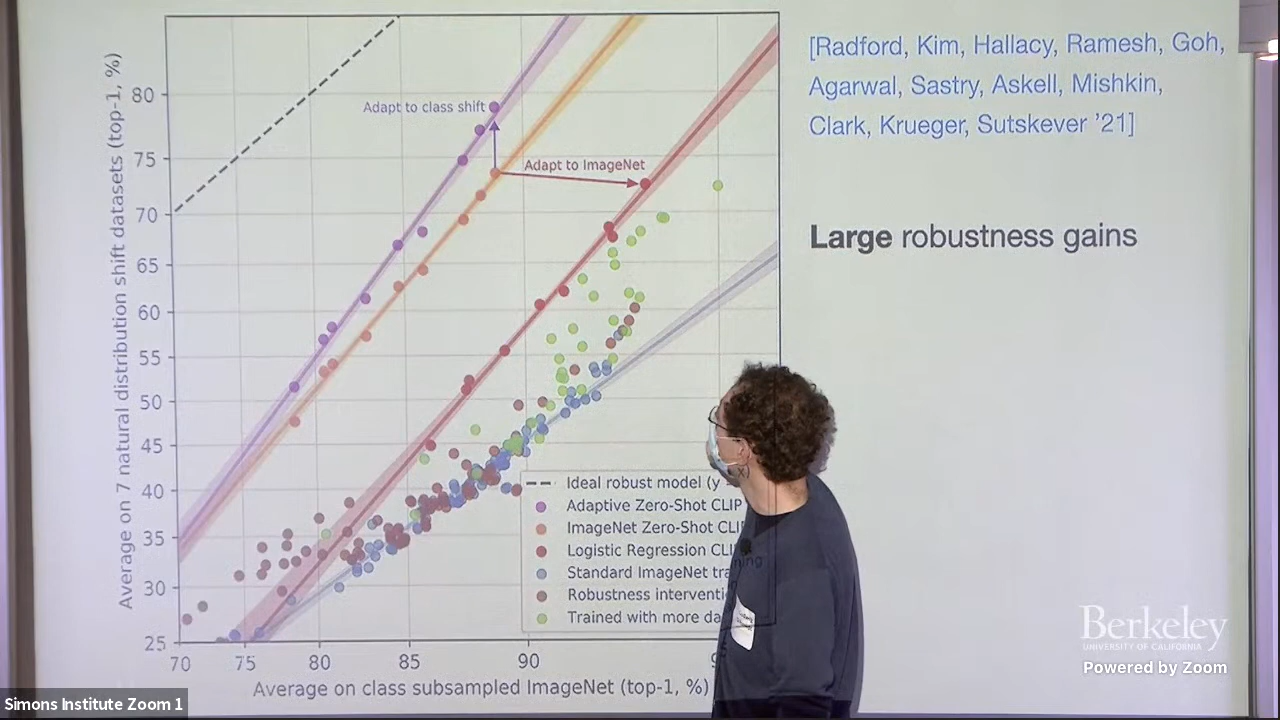 [Radford, Kim, Hallacy, Ramesh, Goh,
Agarwal, Sastry, Askell, Mishkin,
Clark, Krueger, Sutskever '21]
Large robustness gains
Average on 7 natural distribution shift datasets (top-1, %)
80
75
70
65
60
55
50
45
40
35
30
25
Adapt to class shift
Adapt to ImageNet
Ideal robust model (y
Adaptive Zero-Shot CLIP
ImageNet Zero-Shot CLI
Logistic Regression CLI
Standard ImageNet tra
Robustness interventi
Trained with more da
70 75 80 85 90
Average on class subsampled ImageNet (top-1, %)
Berkeley
UNIVERSITY OF CALIFORNIA
Powered by Zoom
Simons Institute Zoom 1